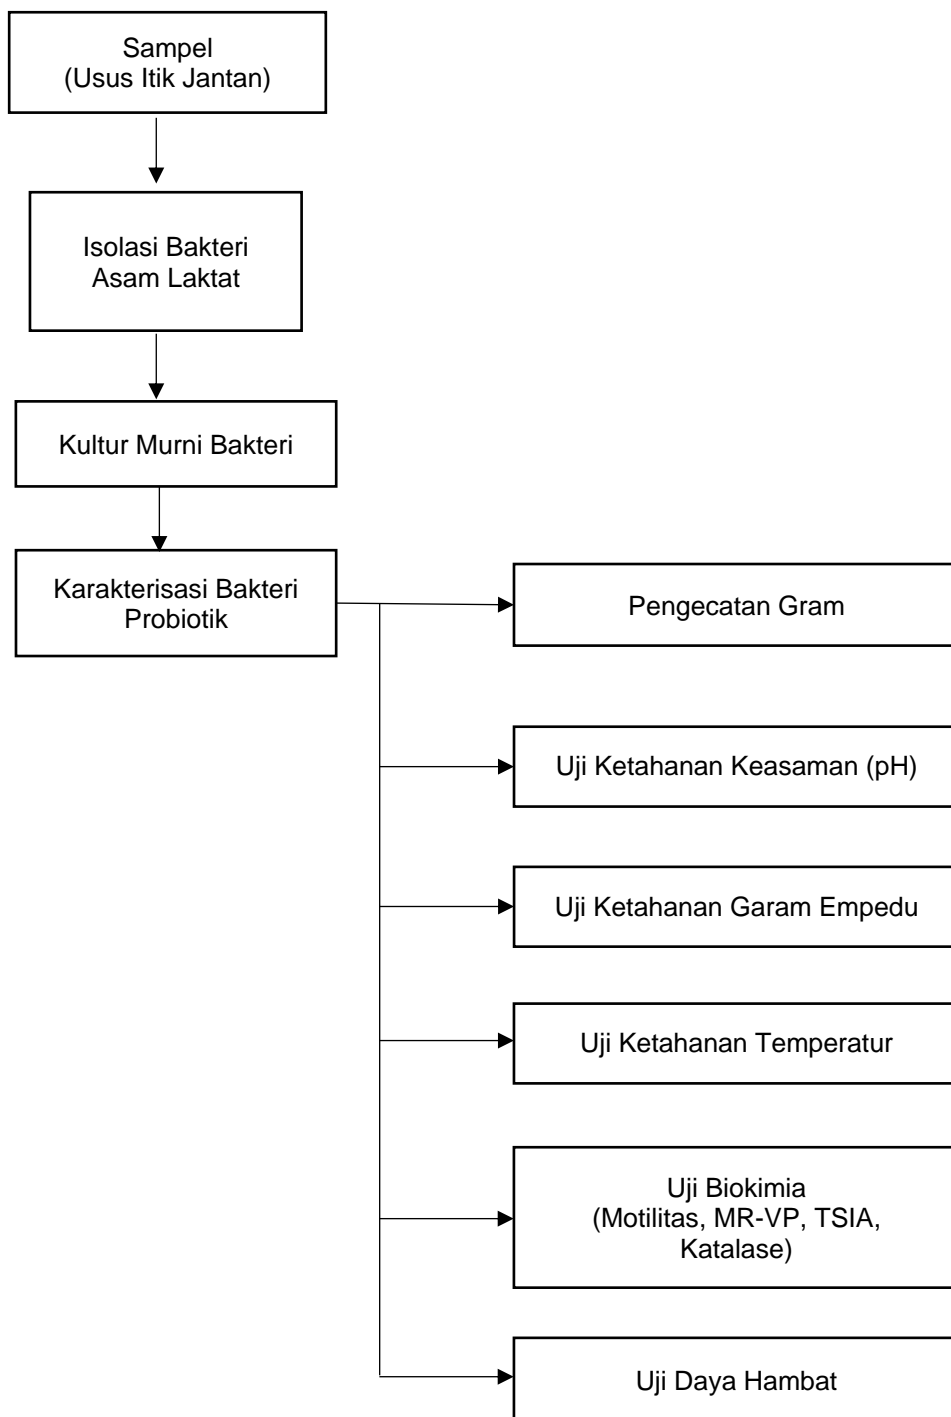 Sampel
(Usus Itik Jantan)
Isolasi Bakteri
Asam Laktat
Kultur Murni Bakteri
Karakterisasi Bakteri
Probiotik
Pengecatan Gram
Uji Ketahanan Keasaman (pH)
Uji Ketahanan Garam Empedu
Uji Ketahanan Temperatur
Uji Biokimia
(Motilitas, MR-VP, TSIA,
Katalase)
Uji Daya Hambat